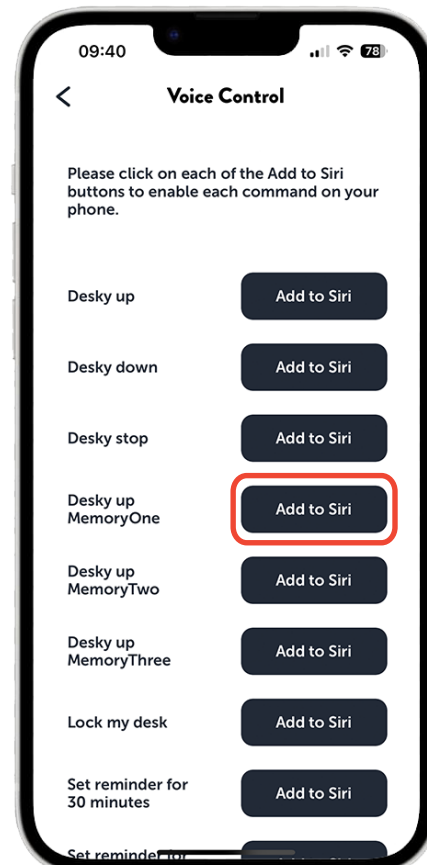 09:40
78
Voice Control
Please click on each of the Add to Siri
buttons to enable each command on your
phone.
Desky up
Add to Siri
Desky down
Add to Siri
Desky stop
Add to Siri
Desky up
MemoryOne
Add to Siri
Desky up
MemoryTwo
Add to Siri
Desky up
MemoryThree
Add to Siri
Lock my desk
Add to Siri
Set reminder for
30 minutes
Add to Siri
Set reminder for